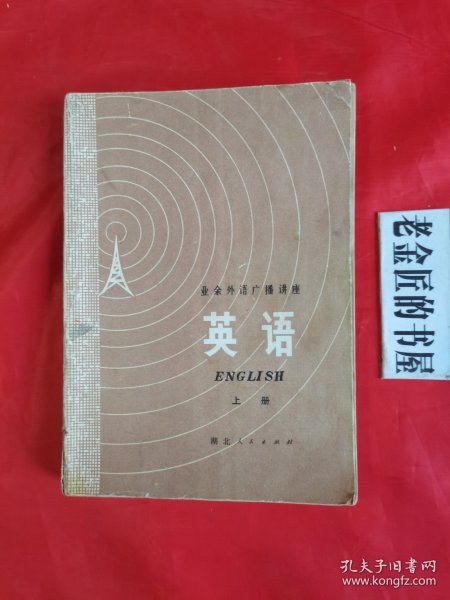 业余外语广播讲座
英语
ENGLISH
上册
湖北人民出版社
老金匠的书屋
孔夫子旧书网
www.kongfz.com